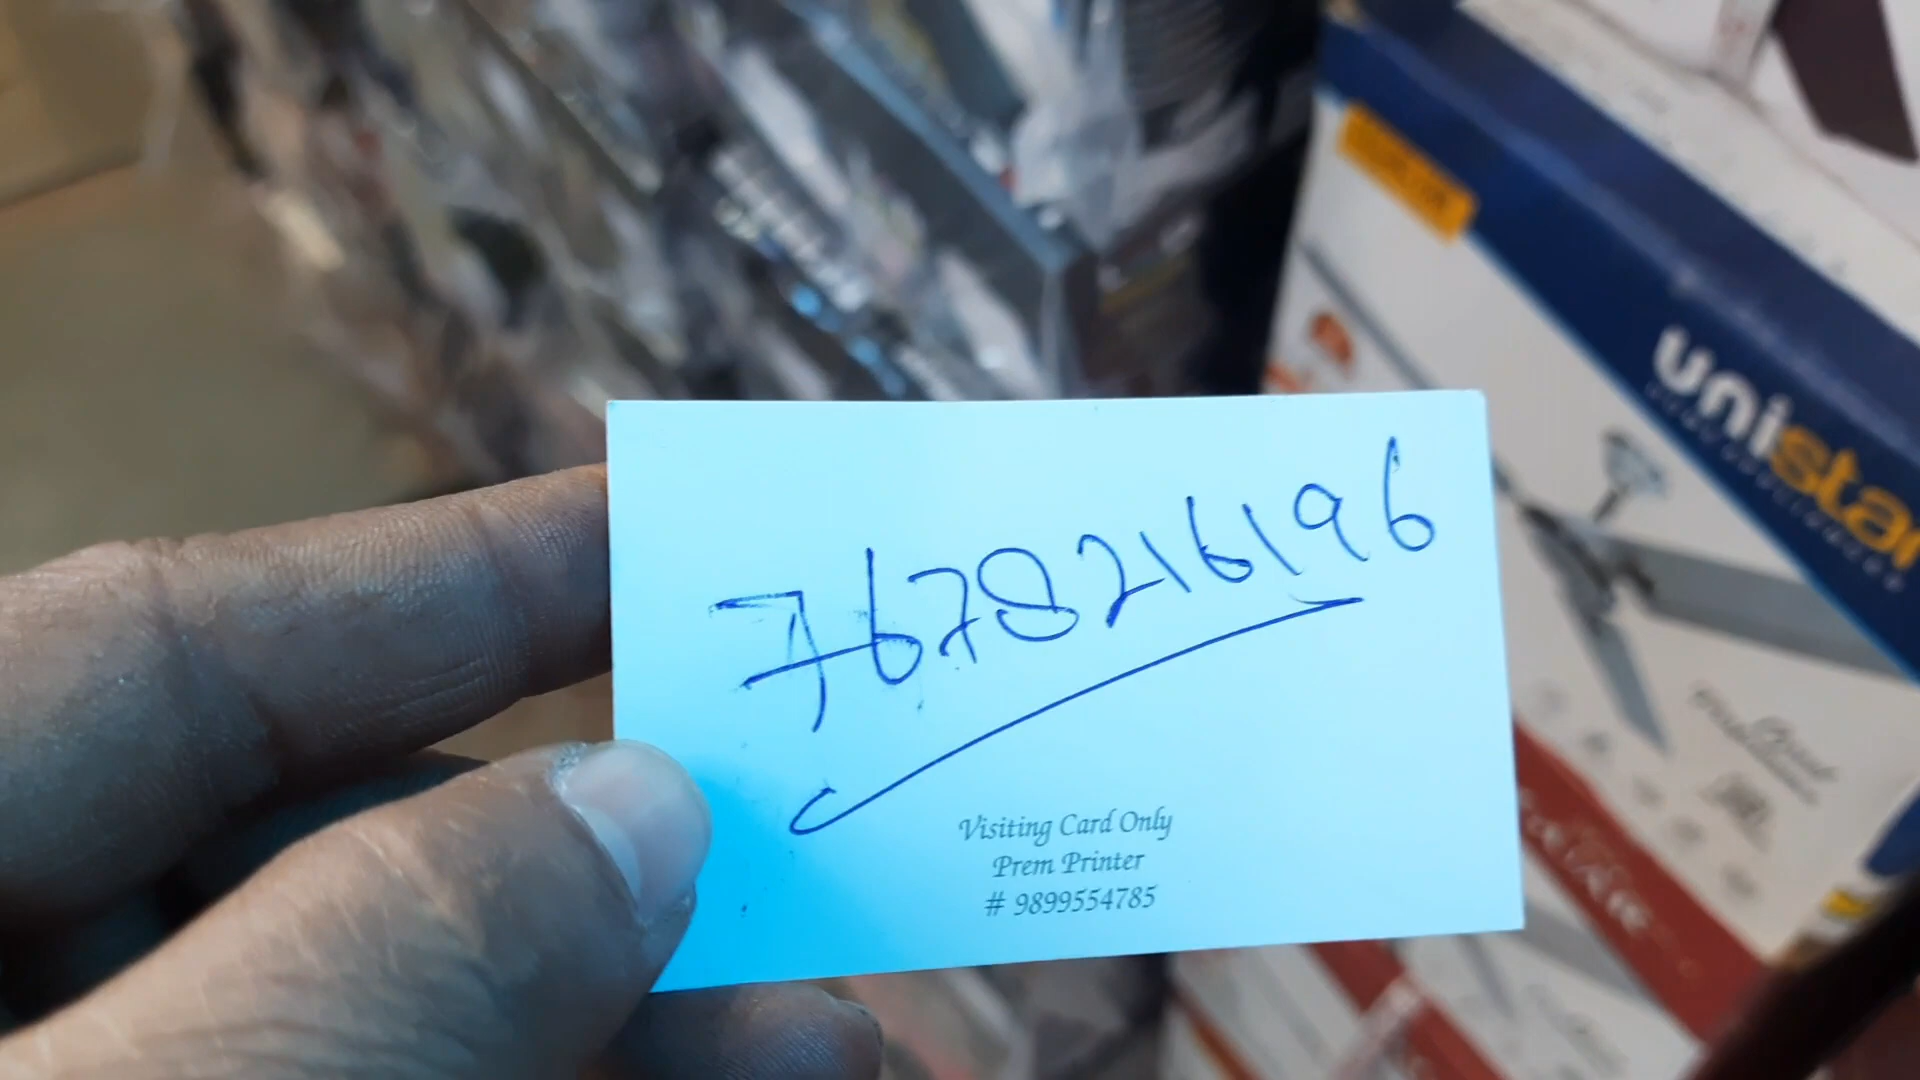 7678216196
Visiting Card Only
Prem Printer
# 9899554785
unistar